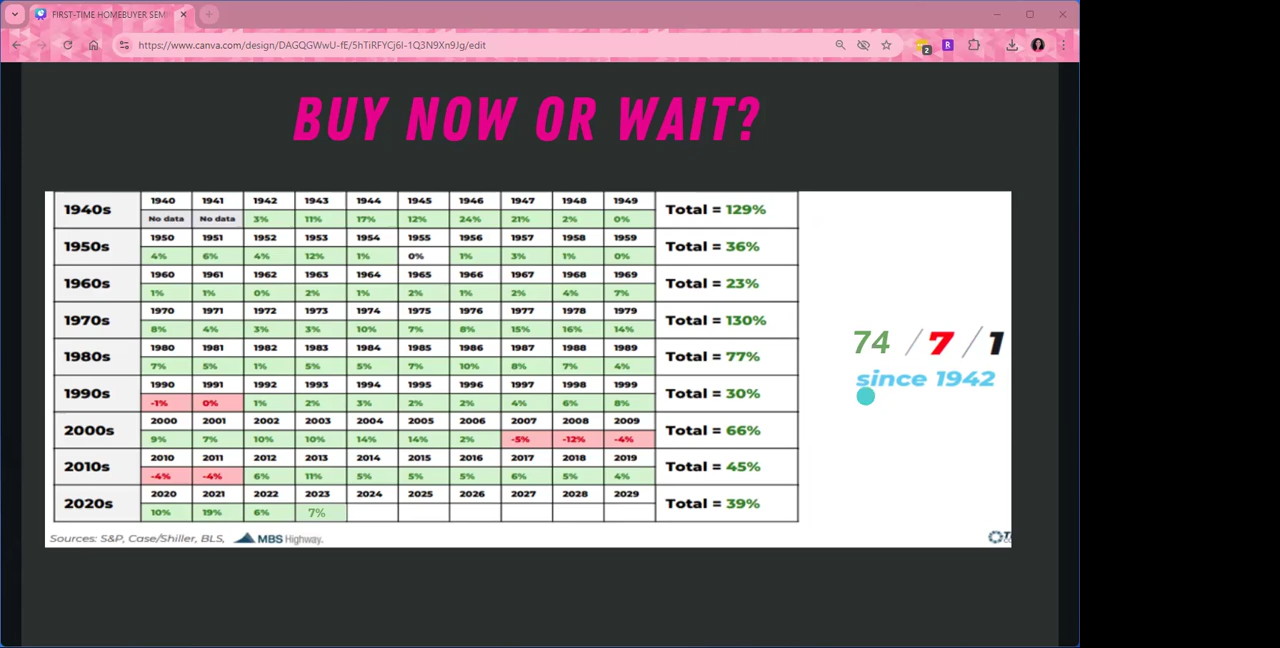 FIRST-TIME HOMEBUYER SEM
https://www.canva.com/design/DAGQGWwU-fE/5hTiRFYCj6I-1Q3N9Xn9Jg/edit
2
R
BUY NOW OR WAIT?
1940s 1940 1941 1942 1943 1944 1945 1946 1947 1948 1949 Total = 129%
No data No data 3% 11% 17% 12% 24% 21% 2% 0%
1950s 1950 1951 1952 1953 1954 1955 1956 1957 1958 1959 Total = 36%
4% 6% 4% 12% 1% 0% 1% 3% 1% 0%
1960s 1960 1961 1962 1963 1964 1965 1966 1967 1968 1969 Total = 23%
1% 1% 0% 2% 1% 2% 1% 2% 4% 7%
1970s 1970 1971 1972 1973 1974 1975 1976 1977 1978 1979 Total = 130%
8% 4% 3% 3% 10% 7% 8% 15% 16% 14%
1980s 1980 1981 1982 1983 1984 1985 1986 1987 1988 1989 Total = 77%
7% 5% 1% 5% 5% 7% 10% 8% 7% 4%
1990s 1990 1991 1992 1993 1994 1995 1996 1997 1998 1999 Total = 30%
-1% 0% 1% 2% 3% 2% 2% 4% 6% 8%
2000s 2000 2001 2002 2003 2004 2005 2006 2007 2008 2009 Total = 66%
9% 7% 10% 10% 14% 14% 2% -5% -12% -4%
2010s 2010 2011 2012 2013 2014 2015 2016 2017 2018 2019 Total = 45%
-4% -4% 6% 11% 5% 5% 5% 6% 5% 4%
2020s 2020 2021 2022 2023 2024 2025 2026 2027 2028 2029 Total = 39%
10% 19% 6% 7%
74 / 7 / 1
since 1942
Sources: S&P, Case/Shiller, BLS, MBS Highway.